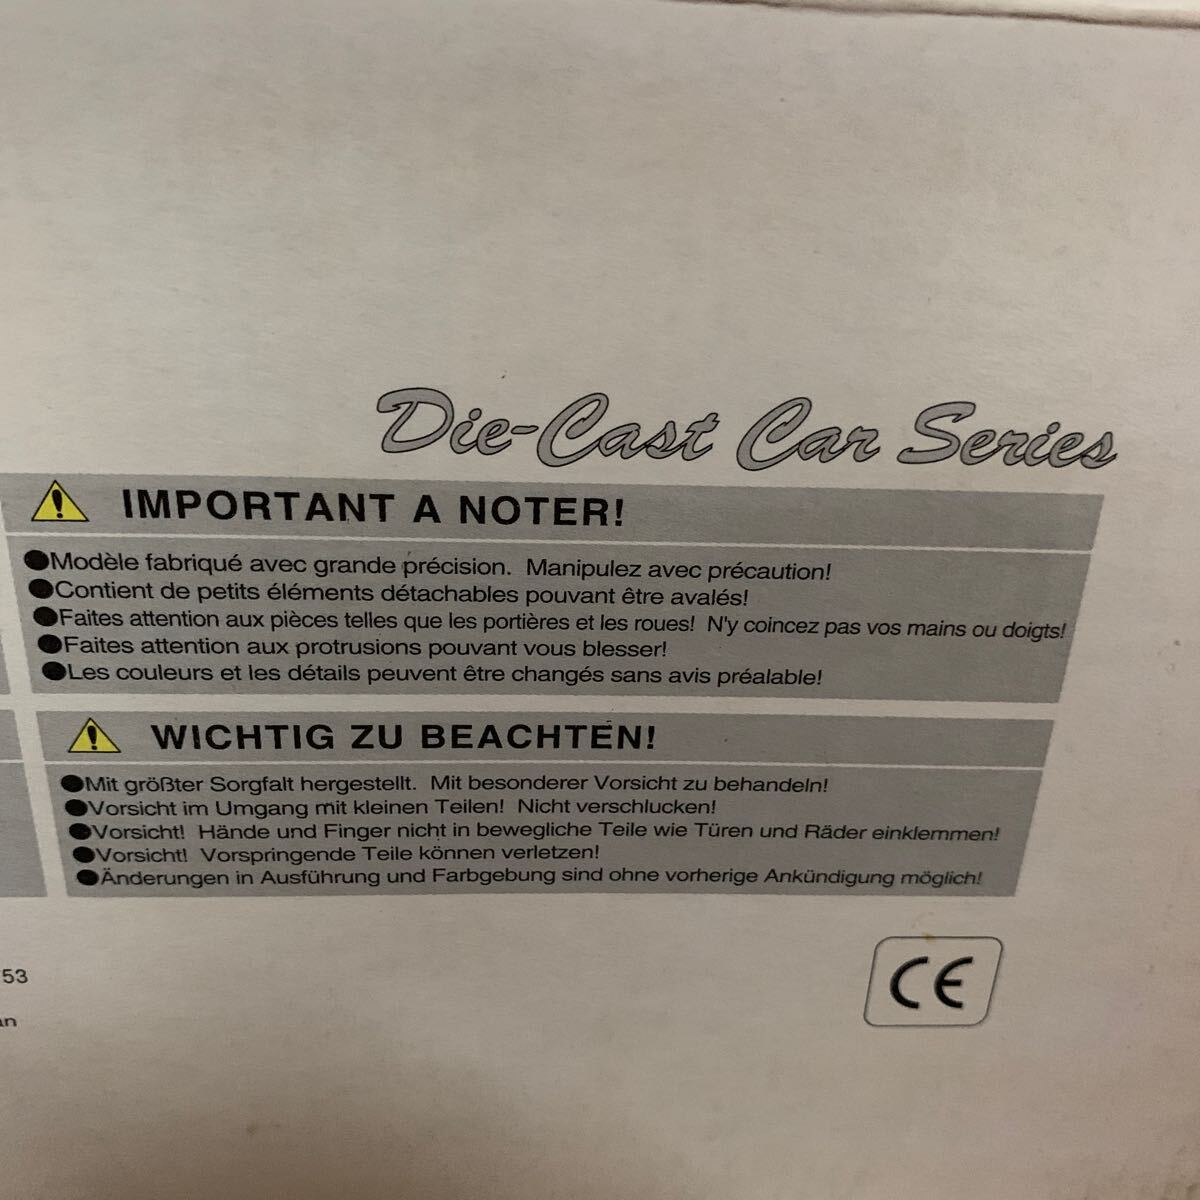 Die-Cast Car Series
IMPORTANT A NOTER!
●Modèle fabriqué avec grande précision. Manipulez avec précaution!
●Contient de petits éléments détachables pouvant être avalés!
●Faites attention aux pièces telles que les portières et les roues! N'y coincez pas vos mains ou doigts!
●Faites attention aux protrusions pouvant vous blesser!
●Les couleurs et les détails peuvent être changés sans avis préalable!
WICHTIG ZU BEACHTEN!
●Mit größter Sorgfalt hergestellt. Mit besonderer Vorsicht zu behandeln!
●Vorsicht im Umgang mit kleinen Teilen! Nicht verschlucken!
●Vorsicht! Hände und Finger nicht in bewegliche Teile wie Türen und Räder einklemmen!
●Vorsicht! Vorspringende Teile können verletzen!
●Änderungen in Ausführung und Farbgebung sind ohne vorherige Ankündigung möglich!
53
CE